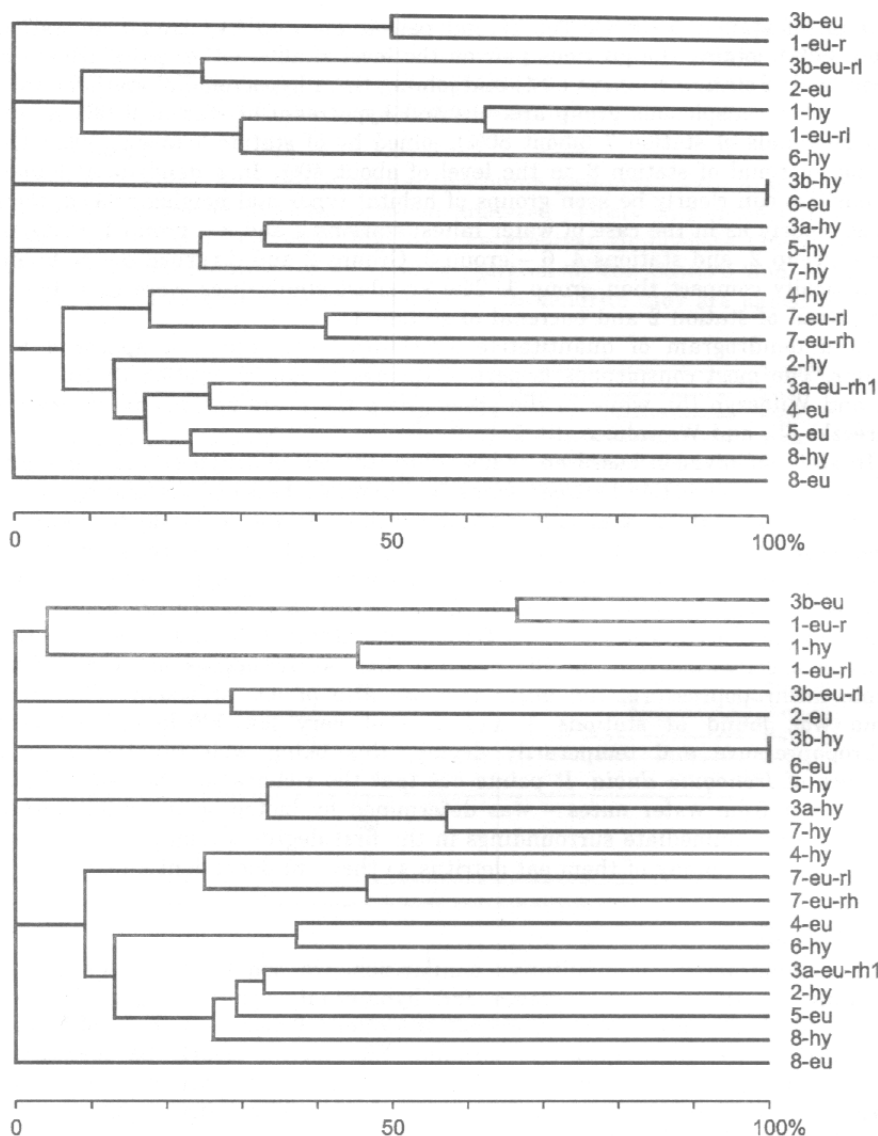 3b-eu
1-eu-r
3b-eu-rl
2-eu
1-hy
1-eu-rl
6-hy
3b-hy
6-eu
3a-hy
5-hy
7-hy
4-hy
7-eu-rl
7-eu-rh
2-hy
3a-eu-rh1
4-eu
5-eu
8-hy
8-eu
0 50 100%
3b-eu
1-eu-r
1-hy
1-eu-rl
3b-eu-rl
2-eu
3b-hy
6-eu
5-hy
3a-hy
7-hy
4-hy
7-eu-rl
7-eu-rh
4-eu
6-hy
3a-eu-rh1
2-hy
5-eu
8-hy
8-eu
0 50 100%